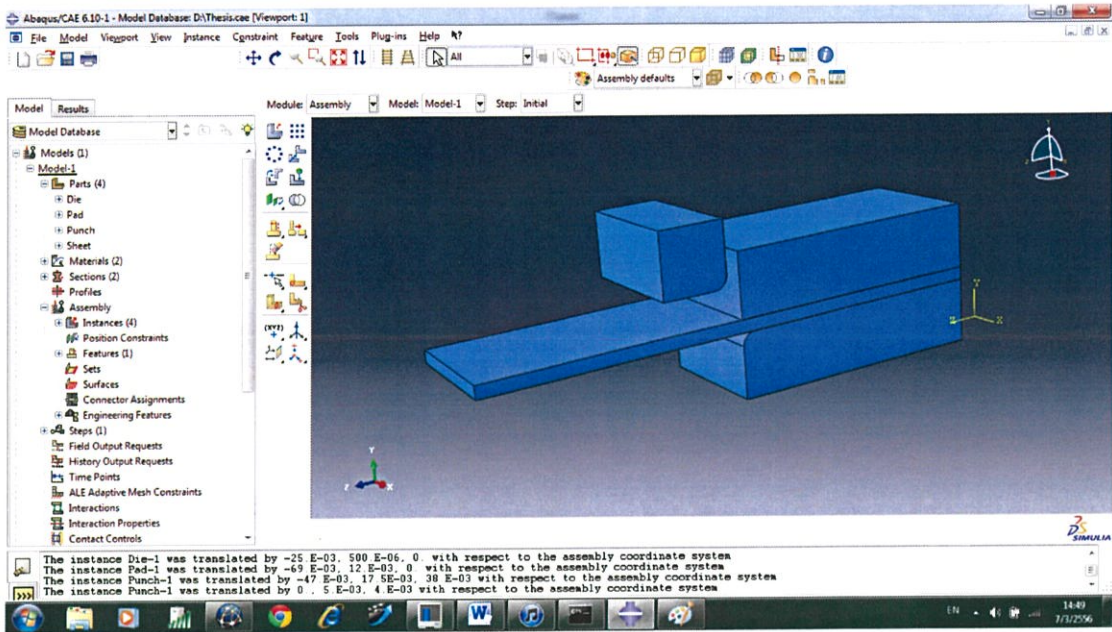 Abaqus/CAE 6.10-1 - Model Database: D:\Thesis.cae [Viewport: 1]
File Model Viewport View Instance Constraint Feature Tools Plug-ins Help
All
Assembly defaults
Model Results
Module: Assembly Model: Model-1 Step: Initial
Model Database
Models (1)
Model-1
Parts (4)
Die
Pad
Punch
Sheet
Materials (2)
Sections (2)
Profiles
Assembly
Instances (4)
Position Constraints
Features (1)
Sets
Surfaces
Connector Assignments
Engineering Features
Steps (1)
Field Output Requests
History Output Requests
Time Points
ALE Adaptive Mesh Constraints
Interactions
Interaction Properties
Contact Controls
(XYZ)
Y
Z
X
Y
Z
X
SIMULIA
The instance Die-1 was translated by -25.E-03, 500.E-06, 0. with respect to the assembly coordinate system
The instance Pad-1 was translated by -69.E-03, 12.E-03, 0. with respect to the assembly coordinate system
The instance Punch-1 was translated by -47.E-03, 17.5E-03, 38.E-03 with respect to the assembly coordinate system
The instance Punch-1 was translated by 0., 5.E-03, 4.E-03 with respect to the assembly coordinate system
>>>
EN
14:49
7/3/2556